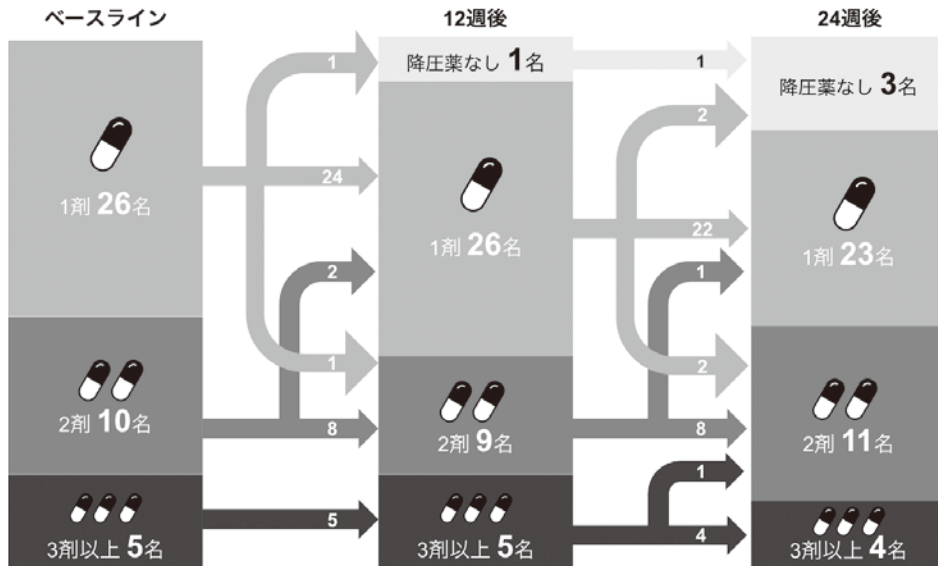 ベースライン
12週後
24週後
1剤 26名
2剤 10名
3剤以上 5名
1
24
2
1
8
5
降圧薬なし 1名
1剤 26名
2剤 9名
3剤以上 5名
1
2
22
1
2
8
1
4
降圧薬なし 3名
1剤 23名
2剤 11名
3剤以上 4名